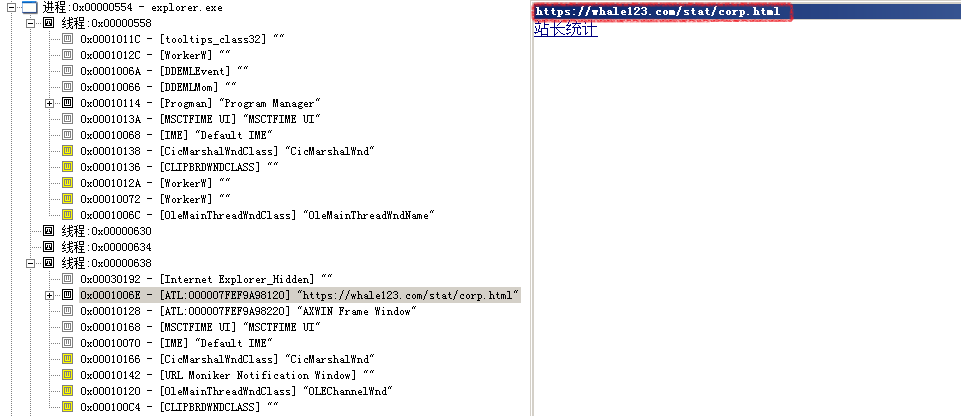 进程:0x00000554 - explorer.exe
线程:0x00000558
0x0001011C - [tooltips_class32] ""
0x0001012C - [WorkerW] ""
0x0001006A - [DDEMLEvent] ""
0x00010066 - [DDEMLMom] ""
0x00010114 - [Progman] "Program Manager"
0x0001013A - [MSCTFIME UI] "MSCTFIME UI"
0x00010068 - [IME] "Default IME"
0x00010138 - [CicMarshalWndClass] "CicMarshalWnd"
0x00010136 - [CLIPBRDWNDCLASS] ""
0x0001012A - [WorkerW] ""
0x00010072 - [WorkerW] ""
0x0001006C - [OleMainThreadWndClass] "OleMainThreadWndName"
线程:0x00000630
线程:0x00000634
线程:0x00000638
0x00030192 - [Internet Explorer_Hidden] ""
0x0001006E - [ATL:000007FEF9A98120] "https://whale123.com/stat/corp.html"
0x00010128 - [ATL:000007FEF9A98220] "AXWIN Frame Window"
0x00010168 - [MSCTFIME UI] "MSCTFIME UI"
0x00010070 - [IME] "Default IME"
0x00010166 - [CicMarshalWndClass] "CicMarshalWnd"
0x00010142 - [URL Moniker Notification Window] ""
0x00010120 - [OleMainThreadWndClass] "OLEChannelWnd"
0x000100C4 - [CLIPBRDWNDCLASS] ""
https://whale123.com/stat/corp.html
站长统计